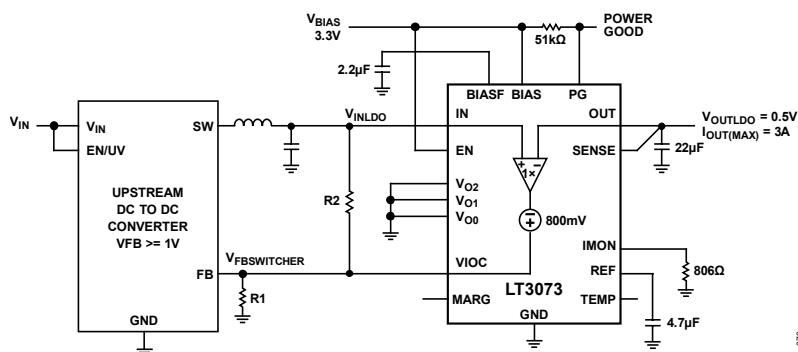 VBIAS
3.3V
51kΩ
POWER
GOOD
2.2µF
BIASF BIAS PG
VIN
VIN
EN/UV
SW
VINLDO
IN
OUT
VOUTLDO = 0.5V
IOUT(MAX) = 3A
EN
SENSE
22µF
1×
UPSTREAM
DC TO DC
CONVERTER
VFB >= 1V
R2
VO2
VO1
VO0
800mV
IMON
806Ω
FB
VFBSWITCHER
VIOC
REF
R1
MARG
LT3073
TEMP
GND
GND
4.7µF